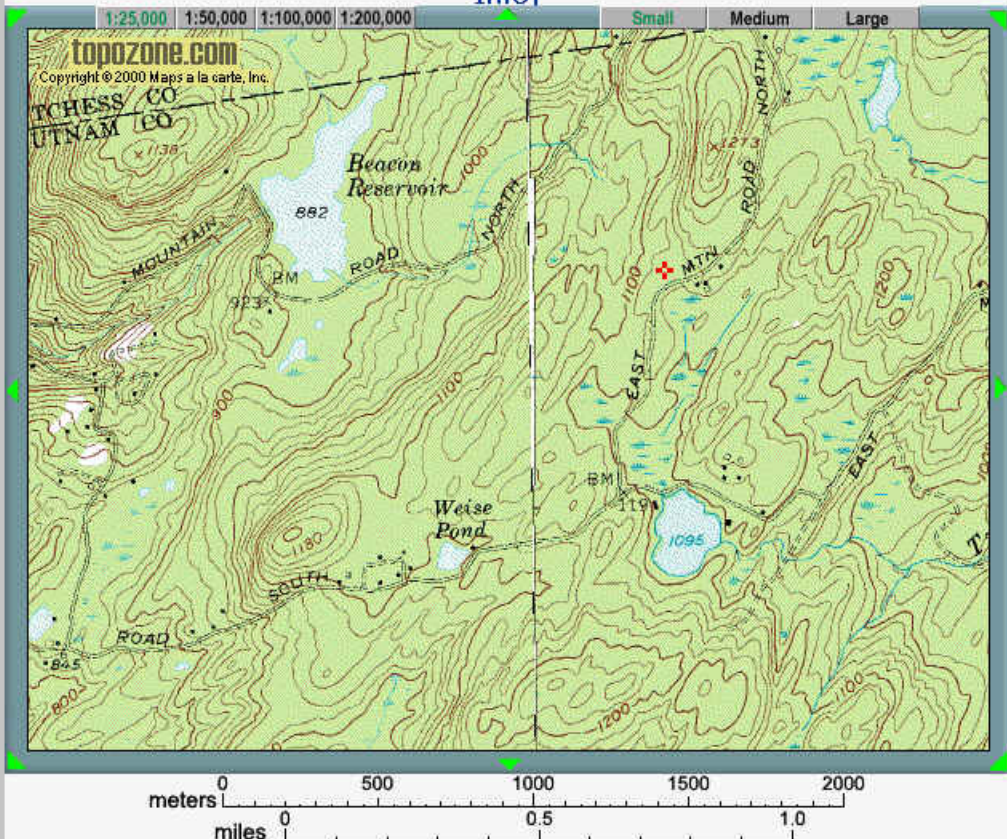 1:25,000 1:50,000 1:100,000 1:200,000 Small Medium Large
topozone.com
Copyright © 2000 Maps a la carte, Inc.
TCHESS CO
UTNAM CO
1138
Beacon
Reservoir
882
1000
NORTH
ROAD
MOUNTAIN
BM
923
NORTH
1273
ROAD
MTN
1100
1200
EAST
900
1100
BM
119
EAST
Weise
Pond
1180
1095
SOUTH
ROAD
845
800
1200
1100
T
0 500 1000 1500 2000
meters
miles
0 0.5 1.0